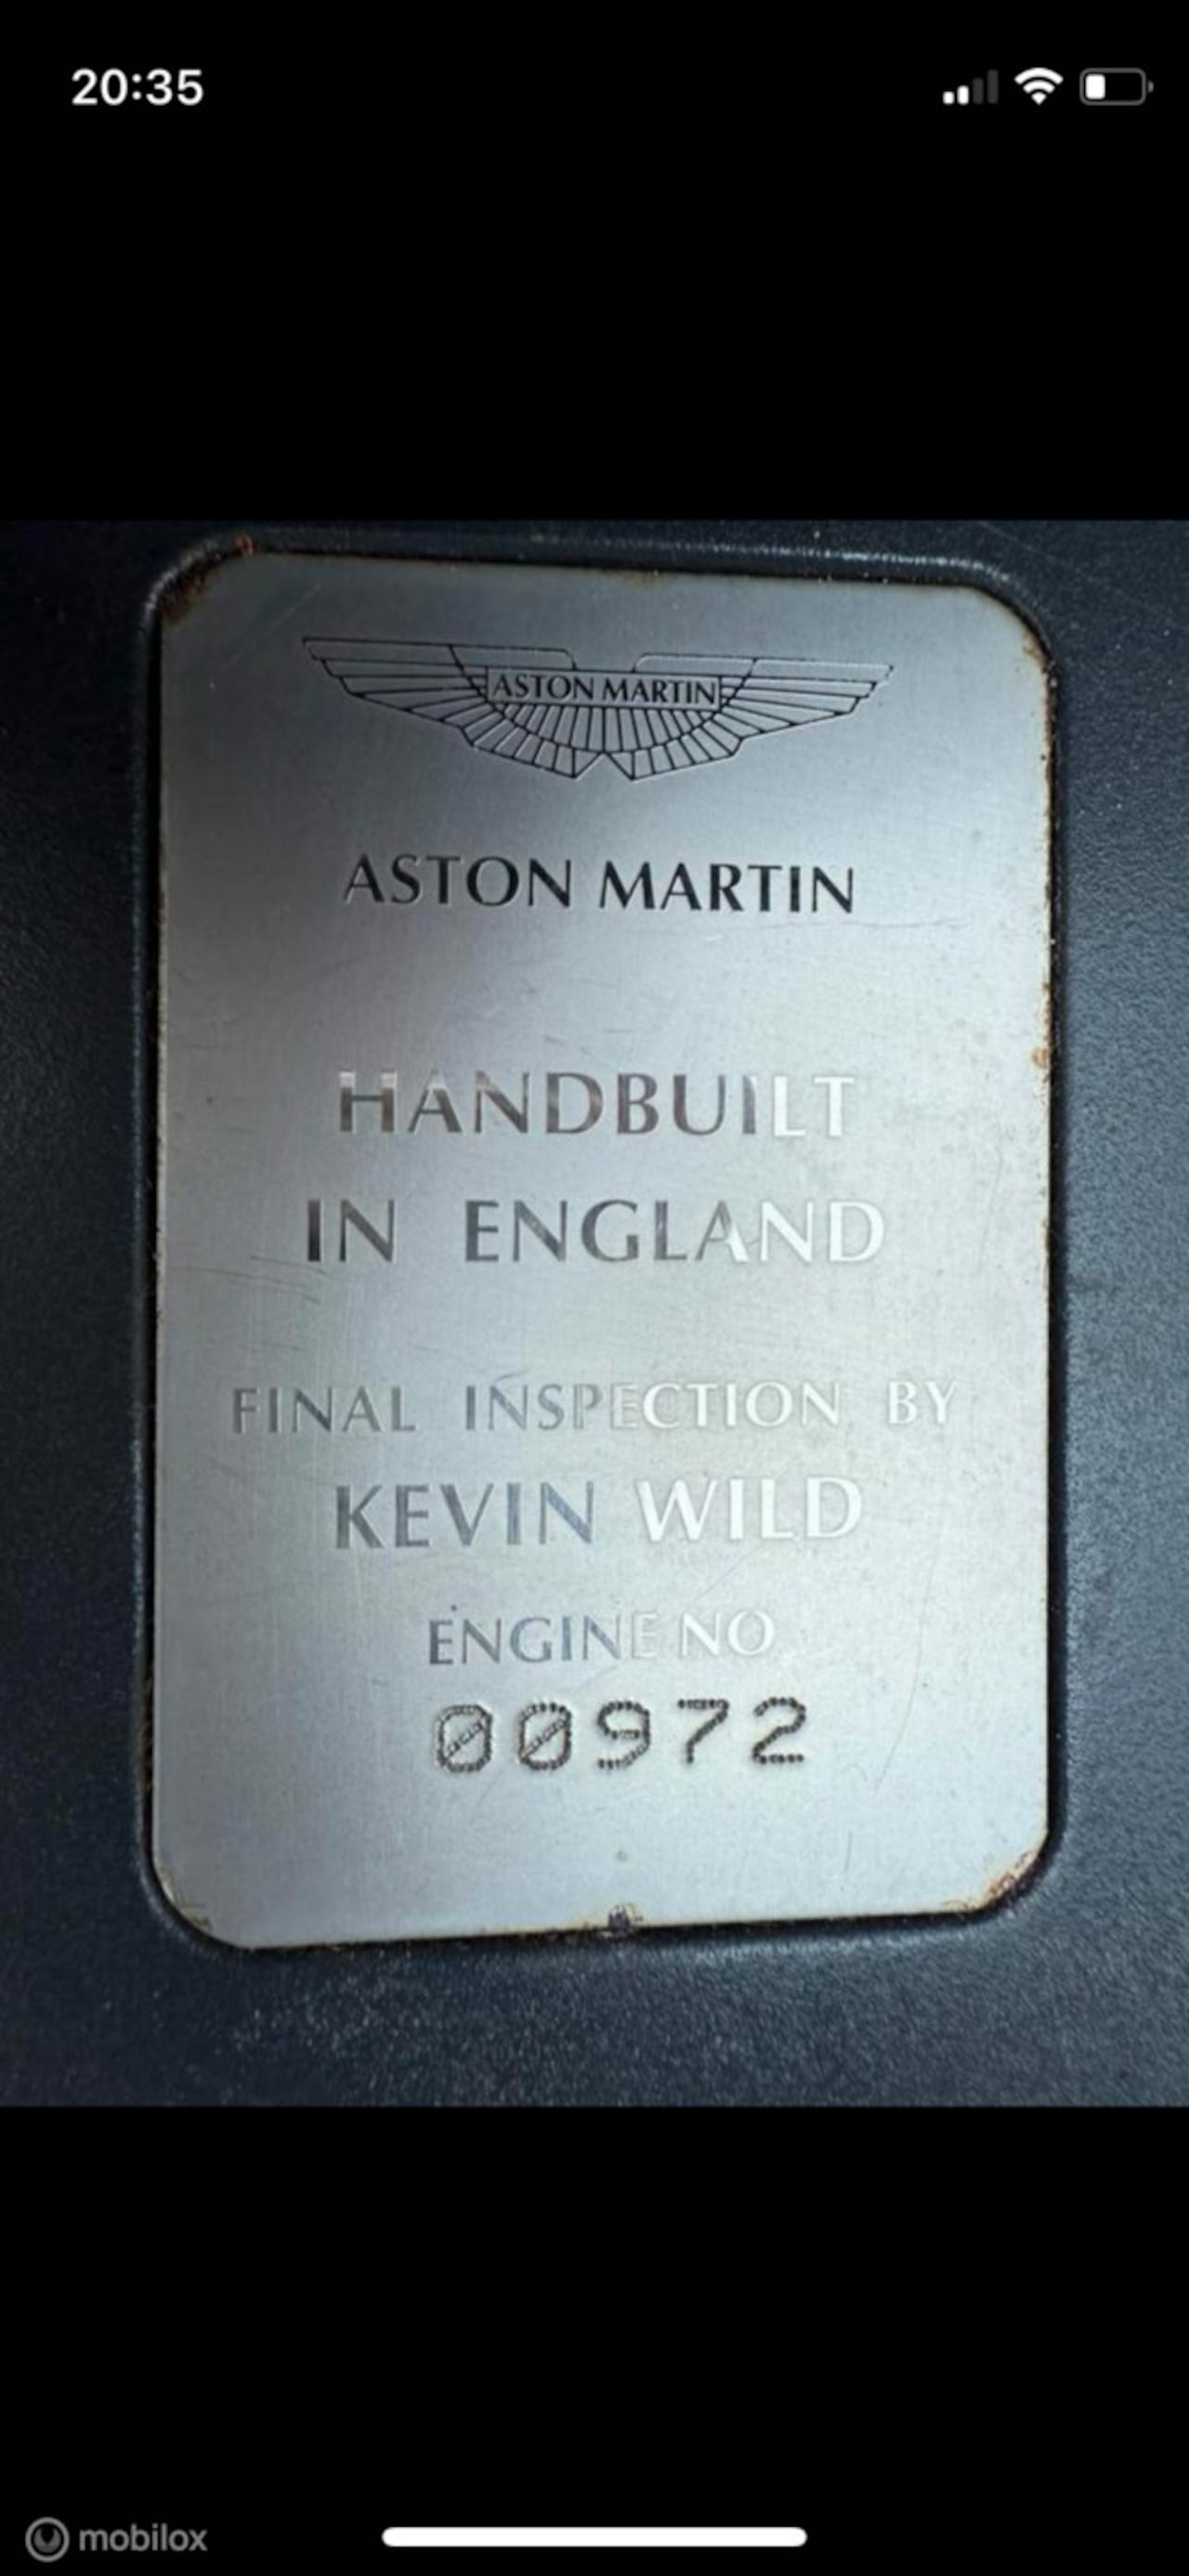 20:35
ASTON MARTIN
ASTON MARTIN
HANDBUILT
IN ENGLAND
FINAL INSPECTION BY
KEVIN WILD
ENGINE NO
00972
mobilox